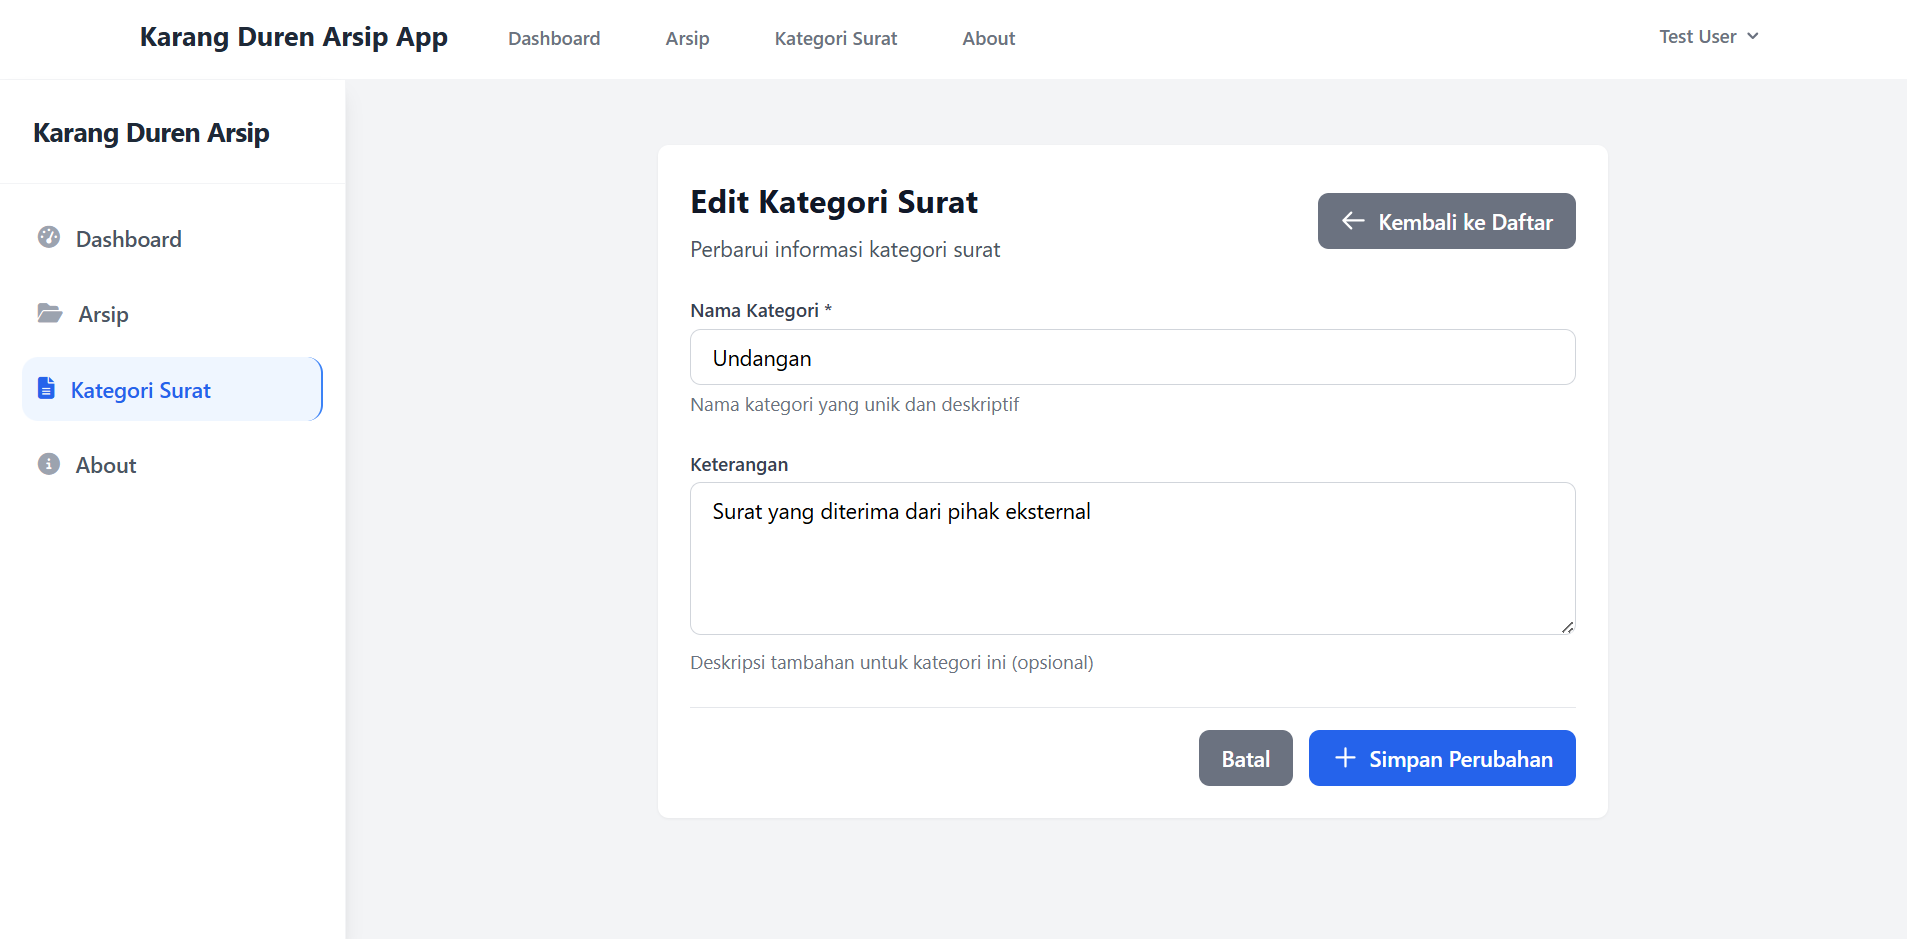 Karang Duren Arsip App
Dashboard
Arsip
Kategori Surat
About
Test User
Karang Duren Arsip
Dashboard
Arsip
Kategori Surat
About
Edit Kategori Surat
Perbarui informasi kategori surat
Kembali ke Daftar
Nama Kategori *
Undangan
Nama kategori yang unik dan deskriptif
Keterangan
Surat yang diterima dari pihak eksternal
Deskripsi tambahan untuk kategori ini (opsional)
Batal
Simpan Perubahan